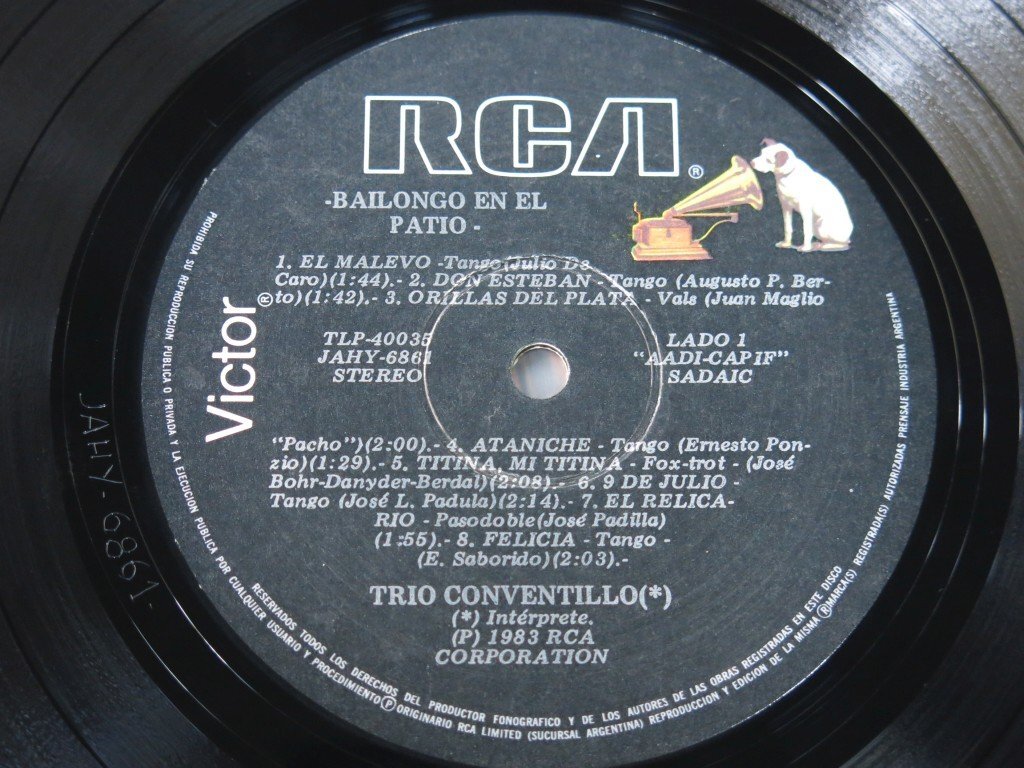 RCA®
-BAILONGO EN EL
PATIO -
1. EL MALEVO -Tango(Julio De
Caro)(1:44).- 2. DON ESTEBAN - Tango (Augusto P. Ber-
to)(1:42).- 3. ORILLAS DEL PLATA - Vals (Juan Maglio
Victor®
TLP-40035
JAHY-6861
STEREO
LADO 1
"AADI-CAPIF"
SADAIC
"Pacho")(2:00).- 4. ATANICHE - Tango (Ernesto Pon-
zio)(1:29).- 5. TITINA, MI TITINA - Fox-trot - (José
Bohr-Danyder-Berdal)(2:08).- 6. 9 DE JULIO -
Tango (José L. Padula)(2:14).- 7. EL RELICA-
RIO - Pasodoble(José Padilla)
(1:55).- 8. FELICIA - Tango -
(E. Saborido)(2:03).-
TRIO CONVENTILLO(*)
(*) Intérprete.
(P) 1983 RCA
CORPORATION
PROHIBIDA SU REPRODUCCION PUBLICA O PRIVADA Y LA EJECUCION PUBLICA POR CUALQUIER USUARIO Y PROCEDIMIENTO Ⓟ ORIGINARIO RCA LIMITED (SUCURSAL ARGENTINA) REPRODUCCION Y EDICION DE LA MISMA ® MARCA(S) REGISTRADA(S) AUTORIZADAS PRENSAJE INDUSTRIA ARGENTINA
RESERVADOS TODOS LOS DERECHOS DEL PRODUCTOR FONOGRAFICO Y DE LOS AUTORES DE LAS OBRAS REGISTRADAS EN ESTE DISCO
JAHY-6861-